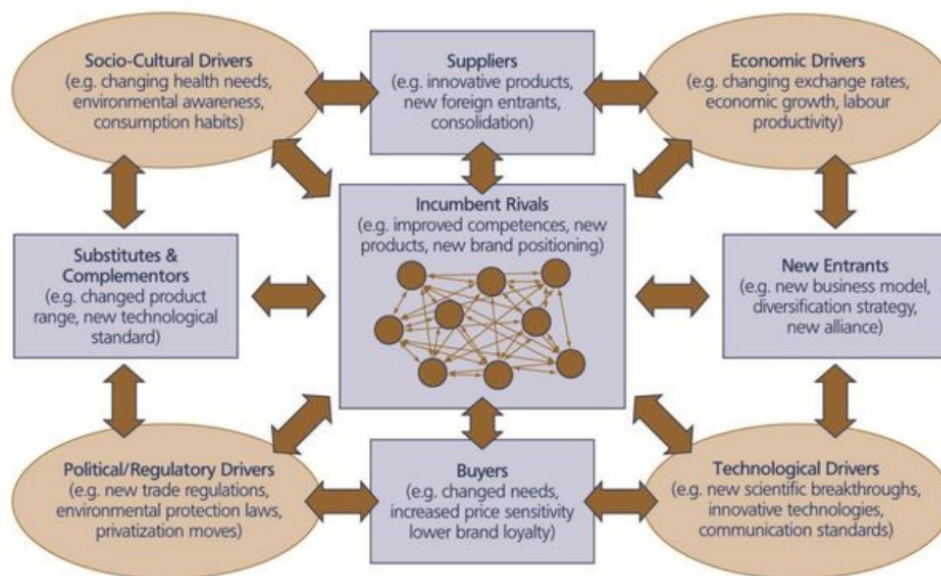 Socio-Cultural Drivers
(e.g. changing health needs,
environmental awareness,
consumption habits)
Suppliers
(e.g. innovative products,
new foreign entrants,
consolidation)
Economic Drivers
(e.g. changing exchange rates,
economic growth, labour
productivity)
Incumbent Rivals
(e.g. improved competences, new
products, new brand positioning)
Substitutes &
Complementors
(e.g. changed product
range, new technological
standard)
New Entrants
(e.g. new business model,
diversification strategy,
new alliance)
Political/Regulatory Drivers
(e.g. new trade regulations,
environmental protection laws,
privatization moves)
Buyers
(e.g. changed needs,
increased price sensitivity
lower brand loyalty)
Technological Drivers
(e.g. new scientific breakthroughs,
innovative technologies,
communication standards)